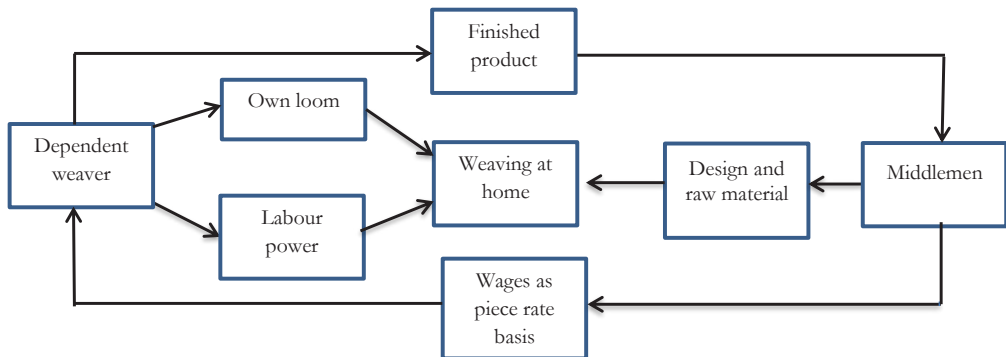 Finished
product
Own loom
Dependent
weaver
Weaving at
home
Design and
raw material
Middlemen
Labour
power
Wages as
piece rate
basis